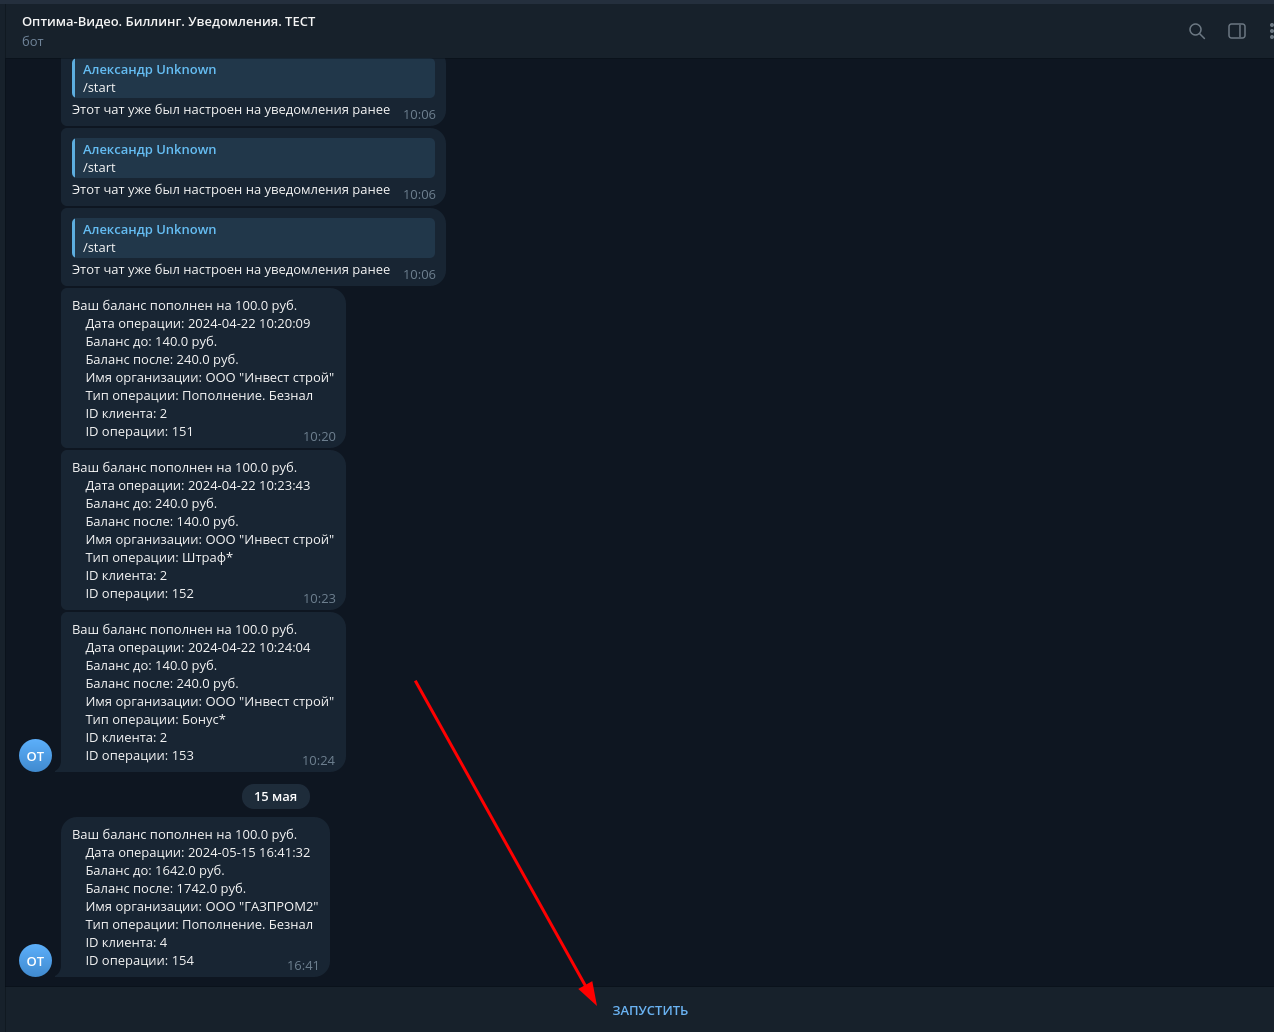 Оптима-Видео. Биллинг. Уведомления. ТЕСТ
бот
Александр Unknown
/start
Этот чат уже был настроен на уведомления ранее 10:06
Александр Unknown
/start
Этот чат уже был настроен на уведомления ранее 10:06
Александр Unknown
/start
Этот чат уже был настроен на уведомления ранее 10:06
Ваш баланс пополнен на 100.0 руб.
Дата операции: 2024-04-22 10:20:09
Баланс до: 140.0 руб.
Баланс после: 240.0 руб.
Имя организации: ООО "Инвест строй"
Тип операции: Пополнение. Безнал
ID клиента: 2
ID операции: 151 10:20
Ваш баланс пополнен на 100.0 руб.
Дата операции: 2024-04-22 10:23:43
Баланс до: 240.0 руб.
Баланс после: 140.0 руб.
Имя организации: ООО "Инвест строй"
Тип операции: Штраф*
ID клиента: 2
ID операции: 152 10:23
Ваш баланс пополнен на 100.0 руб.
Дата операции: 2024-04-22 10:24:04
Баланс до: 140.0 руб.
Баланс после: 240.0 руб.
Имя организации: ООО "Инвест строй"
Тип операции: Бонус*
ID клиента: 2
ОТ ID операции: 153 10:24
15 мая
Ваш баланс пополнен на 100.0 руб.
Дата операции: 2024-05-15 16:41:32
Баланс до: 1642.0 руб.
Баланс после: 1742.0 руб.
Имя организации: ООО "ГАЗПРОМ2"
Тип операции: Пополнение. Безнал
ID клиента: 4
ОТ ID операции: 154 16:41
ЗАПУСТИТЬ